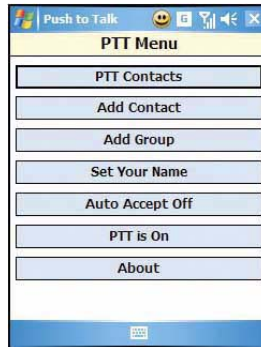 Push to Talk G
PTT Menu
PTT Contacts
Add Contact
Add Group
Set Your Name
Auto Accept Off
PTT is On
About